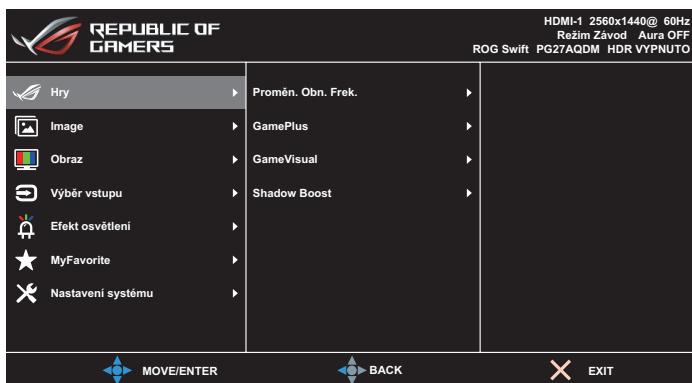 REPUBLIC OF
GAMERS
HDMI-1 2560x1440@ 60Hz
Režim Závod Aura OFF
ROG Swift PG27AQDM HDR VYPNUTO
Hry
Proměn. Obn. Frek.
Image
GamePlus
Obraz
GameVisual
Výběr vstupu
Shadow Boost
Efekt osvětlení
MyFavorite
Nastavení systému
MOVE/ENTER
BACK
EXIT